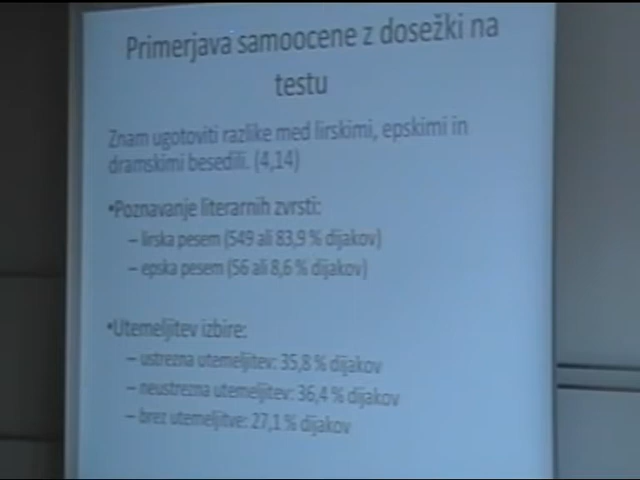 Primerjava samoocene z dosežki na
testu
Znam ugotoviti razlike med lirskimi, epskimi in
dramskimi besedili. (4,14)
•Poznavanje literarnih zvrsti:
– lirska pesem (549 ali 83,9 % dijakov)
– epska pesem (56 ali 8,6 % dijakov)
•Utemeljitev izbire:
– ustrezna utemeljitev: 35,8 % dijakov
– neustrezna utemeljitev: 36,4 % dijakov
– brez utemeljitve: 27,1 % dijakov